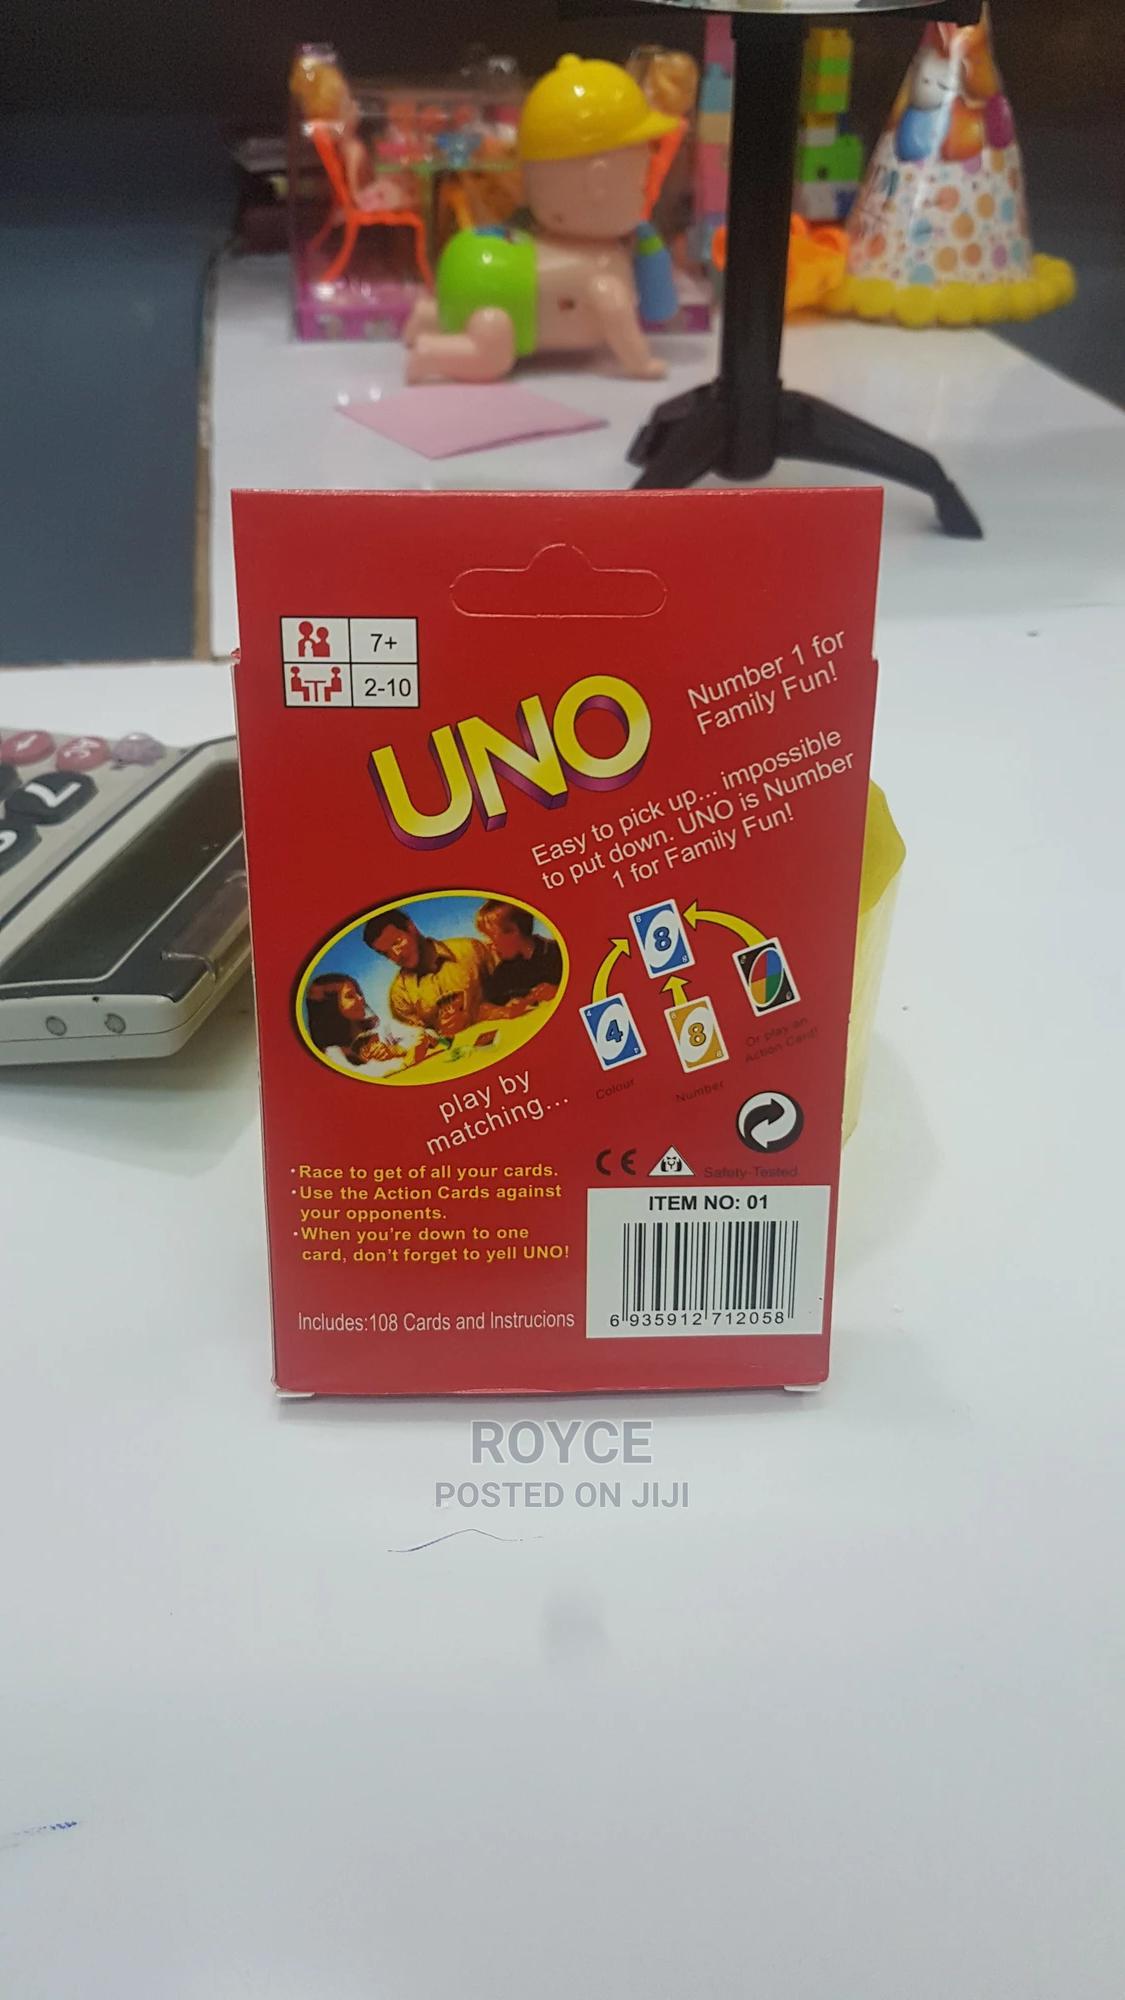 7+
2-10
UNO
Number 1 for
Family Fun!
Easy to pick up... impossible
to put down. UNO is Number
1 for Family Fun!
8
4
8
Colour
Number
Or play an
Action Card!
play by
matching...
·Race to get of all your cards.
·Use the Action Cards against
your opponents.
·When you're down to one
card, don't forget to yell UNO!
CE
Safety-Tested
ITEM NO: 01
6 935912 712058
Includes:108 Cards and Instrucions
ROYCE
POSTED ON JIJI